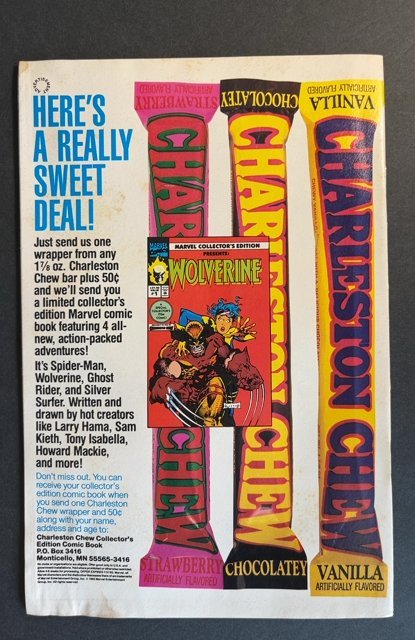 ADVERTISEMENT
HERE'S
A REALLY
SWEET
DEAL!
Just send us one
wrapper from any
1⅞ oz. Charleston
Chew bar plus 50¢
and we'll send you
a limited collector's
edition Marvel comic
book featuring 4 all-
new, action-packed
adventures!
It's Spider-Man,
Wolverine, Ghost
Rider, and Silver
Surfer. Written and
drawn by hot creators
like Larry Hama, Sam
Kieth, Tony Isabella,
Howard Mackie,
and more!
Don't miss out. You can
receive your collector's
edition comic book when
you send one Charleston
Chew wrapper and 50¢
along with your name,
address and age to:
Charleston Chew Collector's
Edition Comic Book
P.O. Box 3416
Monticello, MN 55565-3416
STRAWBERRY
ARTIFICIALLY FLAVORED
CHARLESTON CHEW
STRAWBERRY
ARTIFICIALLY FLAVORED
CHOCOLATEY
CHARLESTON CHEW
CHOCOLATEY
VANILLA
ARTIFICIALLY FLAVORED
CHARLESTON CHEW
VANILLA
ARTIFICIALLY FLAVORED
MARVEL COLLECTOR'S EDITION
PRESENTS:
WOLVERINE
MARVEL
#1